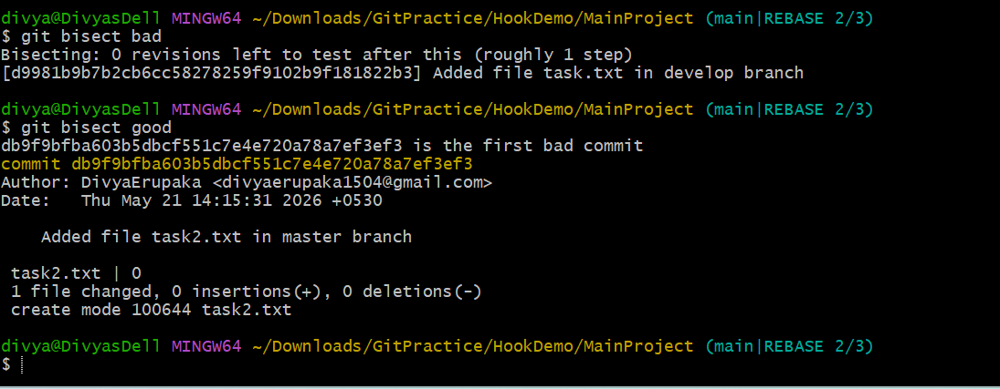 divya@DivyasDell MINGW64 ~/Downloads/GitPractice/HookDemo/MainProject (main|REBASE 2/3)
$ git bisect bad
Bisecting: 0 revisions left to test after this (roughly 1 step)
[d9981b9b7b2cb6cc58278259f9102b9f181822b3] Added file task.txt in develop branch
divya@DivyasDell MINGW64 ~/Downloads/GitPractice/HookDemo/MainProject (main|REBASE 2/3)
$ git bisect good
db9f9bfba603b5dbcf551c7e4e720a78a7ef3ef3 is the first bad commit
commit db9f9bfba603b5dbcf551c7e4e720a78a7ef3ef3
Author: DivyaErupaka <divyaerupaka1504@gmail.com>
Date:   Thu May 21 14:15:31 2026 +0530
    Added file task2.txt in master branch
 task2.txt | 0
 1 file changed, 0 insertions(+), 0 deletions(-)
 create mode 100644 task2.txt
divya@DivyasDell MINGW64 ~/Downloads/GitPractice/HookDemo/MainProject (main|REBASE 2/3)
$